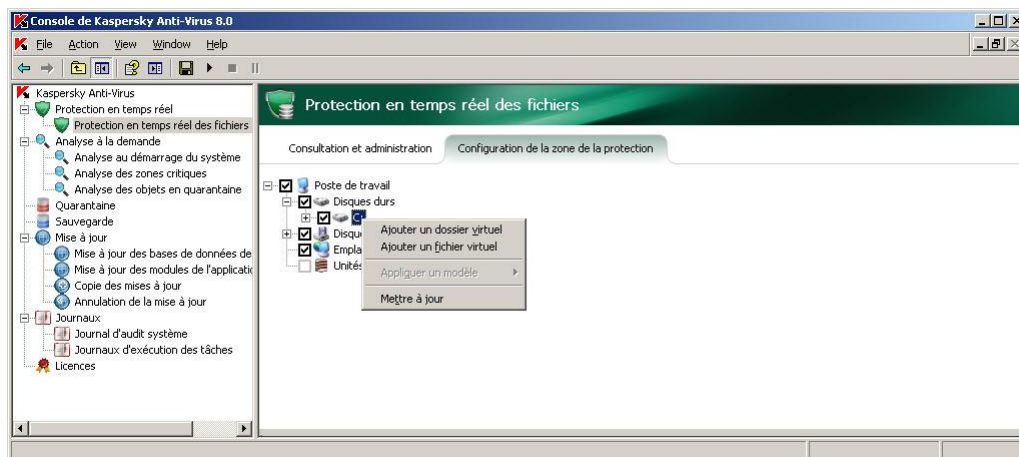 Console de Kaspersky Anti-Virus 8.0
File Action View Window Help
Kaspersky Anti-Virus
Protection en temps réel
Protection en temps réel des fichiers
Analyse à la demande
Analyse au démarrage du système
Analyse des zones critiques
Analyse des objets en quarantaine
Quarantaine
Sauvegarde
Mise à jour
Mise à jour des bases de données de
Mise à jour des modules de l'applicatio
Copie des mises à jour
Annulation de la mise à jour
Journaux
Journal d'audit système
Journaux d'exécution des tâches
Licences
Protection en temps réel des fichiers
Consultation et administration Configuration de la zone de la protection
Poste de travail
Disques durs
C
Disqu
Empla
Unités
Ajouter un dossier virtuel
Ajouter un fichier virtuel
Appliquer un modèle
Mettre à jour